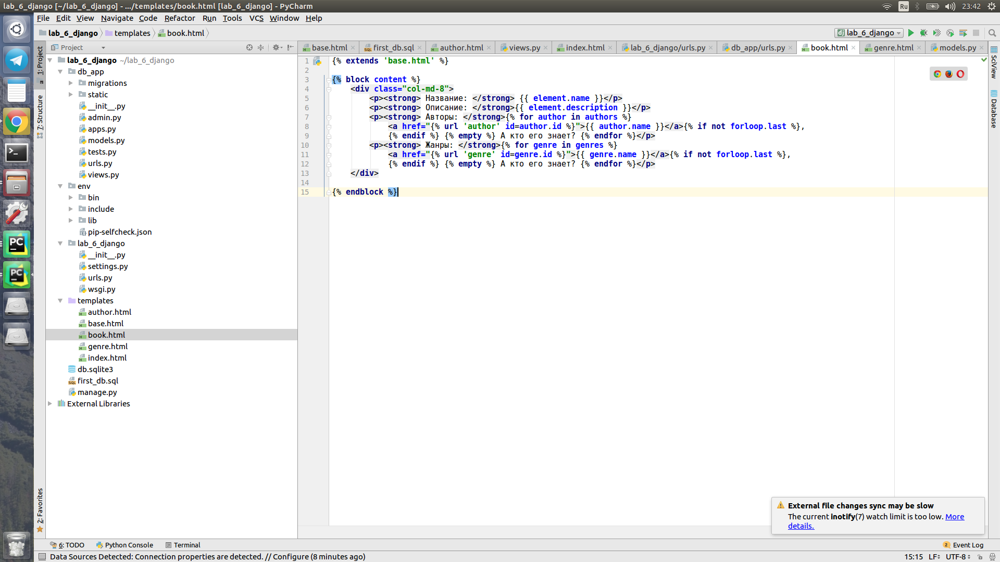 lab_6_django [~/lab_6_django] - .../templates/book.html [lab_6_django] - PyCharm
Ru
23:42
File Edit View Navigate Code Refactor Run Tools VCS Window Help
lab_6_django templates book.html
dj lab_6_django
Project
base.html first_db.sql author.html views.py index.html lab_6_django/urls.py db_app/urls.py book.html genre.html models.py
1: Project
7: Structure
2: Favorites
lab_6_django ~/lab_6_django
db_app
migrations
static
__init__.py
admin.py
apps.py
models.py
tests.py
urls.py
views.py
env
bin
include
lib
pip-selfcheck.json
lab_6_django
__init__.py
settings.py
urls.py
wsgi.py
templates
author.html
base.html
book.html
genre.html
index.html
db.sqlite3
first_db.sql
manage.py
External Libraries
1 {% extends 'base.html' %}
2
3 {% block content %}
4 <div class="col-md-8">
5 <p><strong> Название: </strong> {{ element.name }}</p>
6 <p><strong> Описание: </strong>{{ element.description }}</p>
7 <p><strong> Авторы: </strong>{% for author in authors %}
8 <a href="{% url 'author' id=author.id %}">{{ author.name }}</a>{% if not forloop.last %},
9 {% endif %} {% empty %} А кто его знает? {% endfor %}</p>
10 <p><strong> Жанры: </strong>{% for genre in genres %}
11 <a href="{% url 'genre' id=genre.id %}">{{ genre.name }}</a>{% if not forloop.last %},
12 {% endif %} {% empty %} А кто его знает? {% endfor %}</p>
13 </div>
14
15 {% endblock %}
SciView
Database
PC
PC
External file changes sync may be slow
The current inotify(7) watch limit is too low. More
details.
6: TODO Python Console Terminal
2 Event Log
Data Sources Detected: Connection properties are detected. // Configure (8 minutes ago)
15:15 LF UTF-8